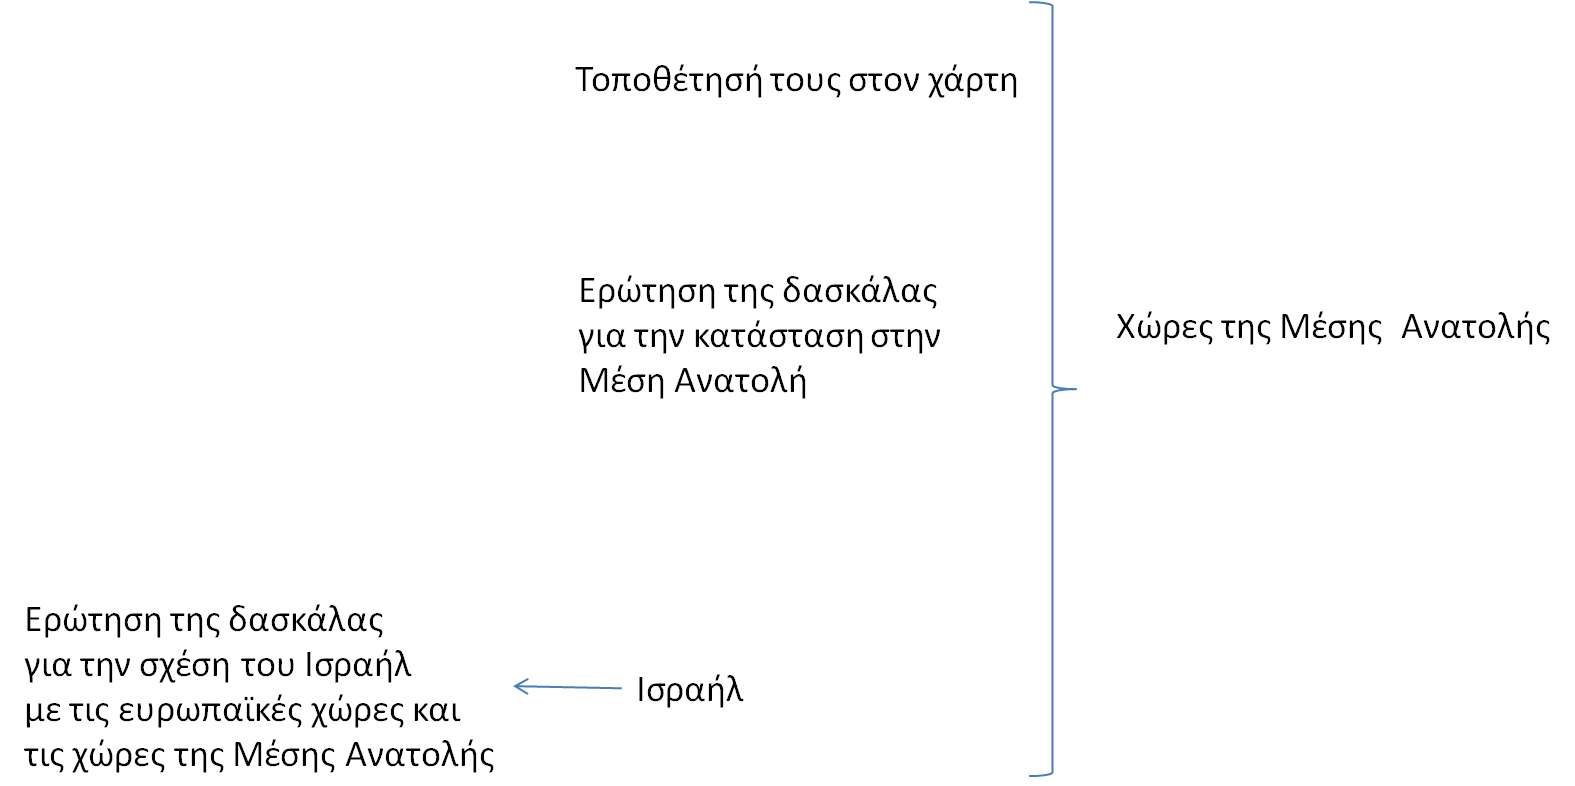 Τοποθέτησή τους στον χάρτη
Ερώτηση της δασκάλας
για την κατάσταση στην
Μέση Ανατολή
Χώρες της Μέσης Ανατολής
Ερώτηση της δασκάλας
για την σχέση του Ισραήλ
με τις ευρωπαϊκές χώρες και
τις χώρες της Μέσης Ανατολής
Ισραήλ